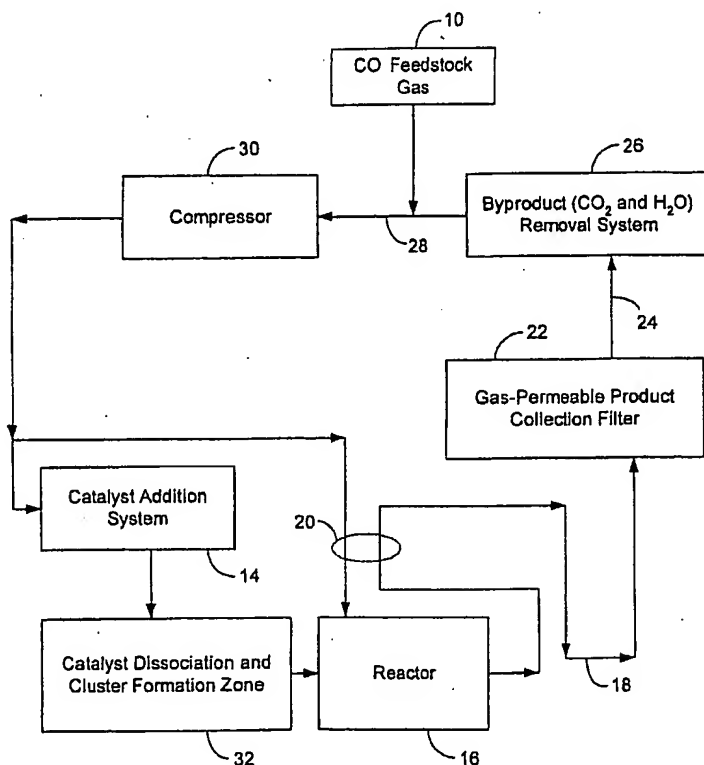 10
CO Feedstock
Gas
30
Compressor
28
26
Byproduct (CO₂ and H₂O)
Removal System
24
22
Gas-Permeable Product
Collection Filter
Catalyst Addition
System
14
20
18
Catalyst Dissociation and
Cluster Formation Zone
32
Reactor
16